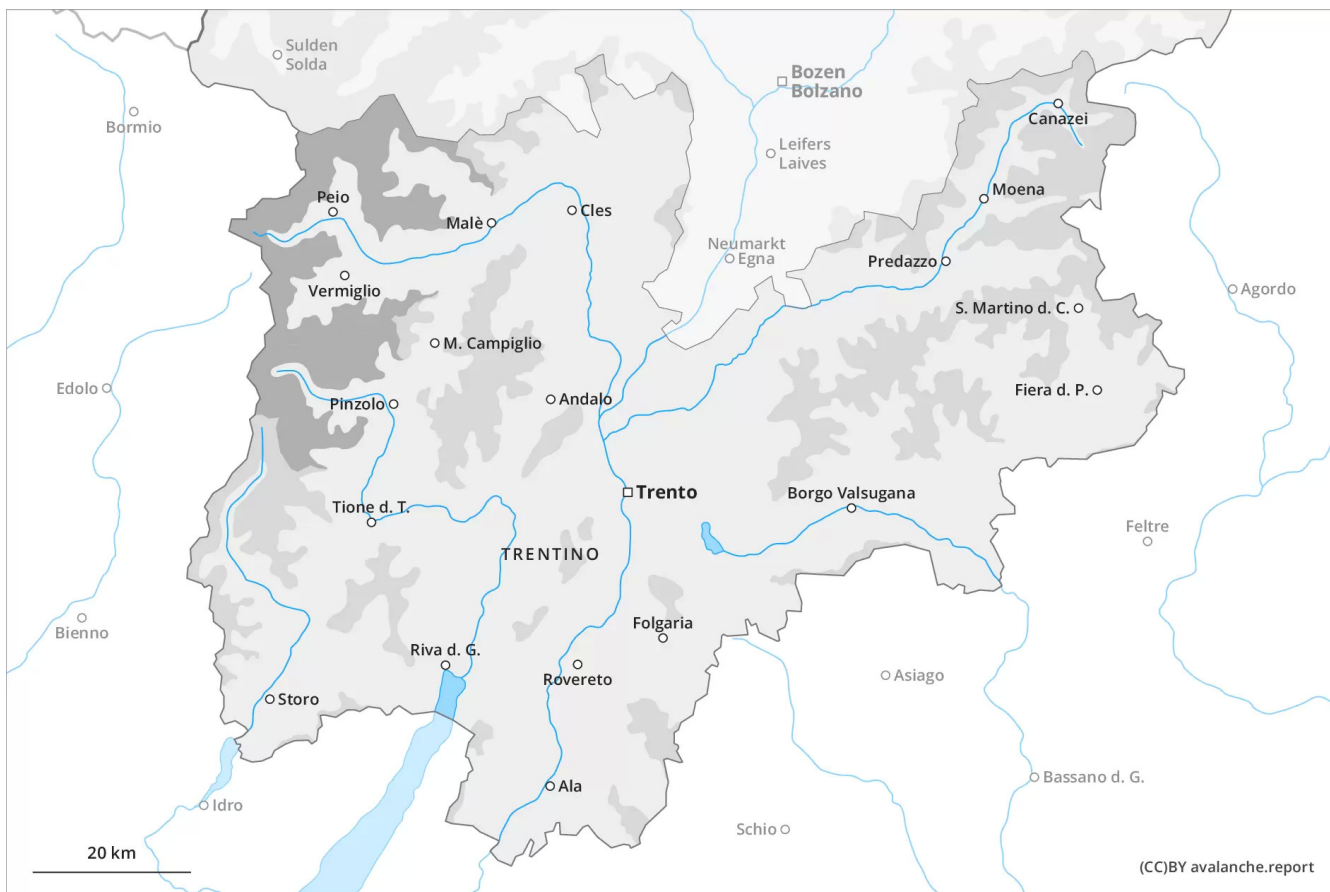 Sulden
Solda
Bozen
Bolzano
Bormio
Canazei
Leifers
Laives
Peio
Moena
Malè
Cles
Neumarkt
Egna
Predazzo
Vermiglio
Agordo
S. Martino d. C.
M. Campiglio
Edolo
Pinzolo
Andalo
Fiera d. P.
Trento
Borgo Valsugana
Tione d. T.
Feltre
TRENTINO
Bienno
Folgaria
Riva d. G.
Rovereto
Asiago
Storo
Bassano d. G.
Ala
Idro
Schio
20 km
(CC)BY avalanche.report